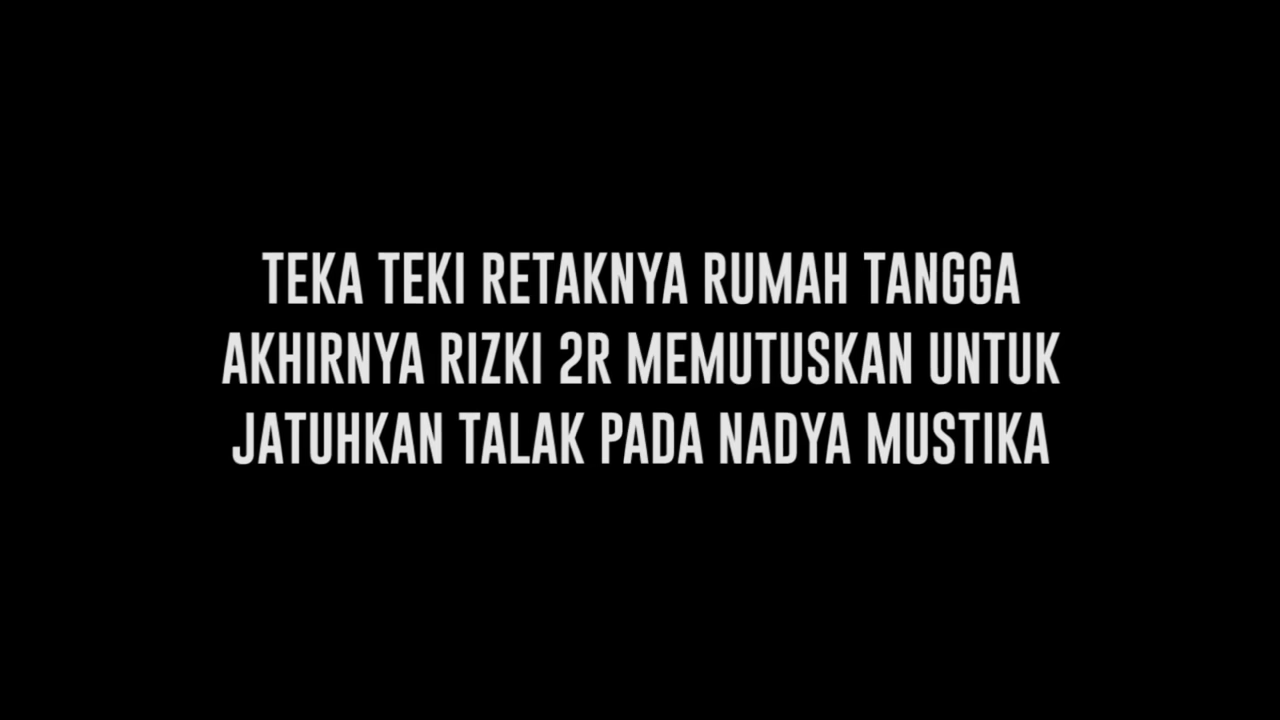 TEKA TEKI RETAKNYA RUMAH TANGGA
AKHIRNYA RIZKI 2R MEMUTUSKAN UNTUK
JATUHKAN TALAK PADA NADYA MUSTIKA